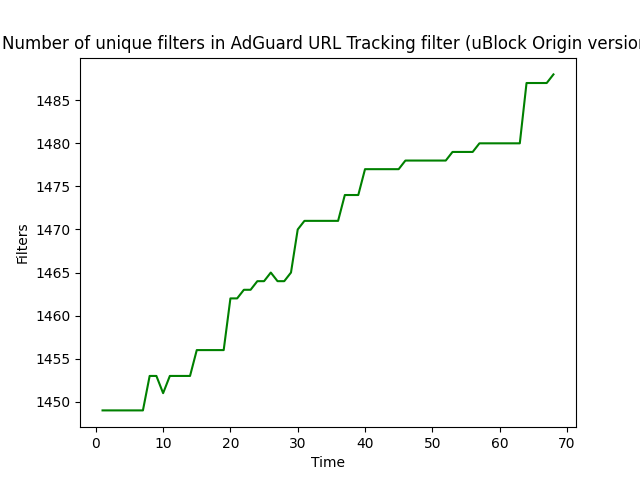 Number of unique filters in AdGuard URL Tracking filter (uBlock Origin version
1485
1480
1475
1470
1465
1460
1455
1450
Filters
0 10 20 30 40 50 60 70
Time